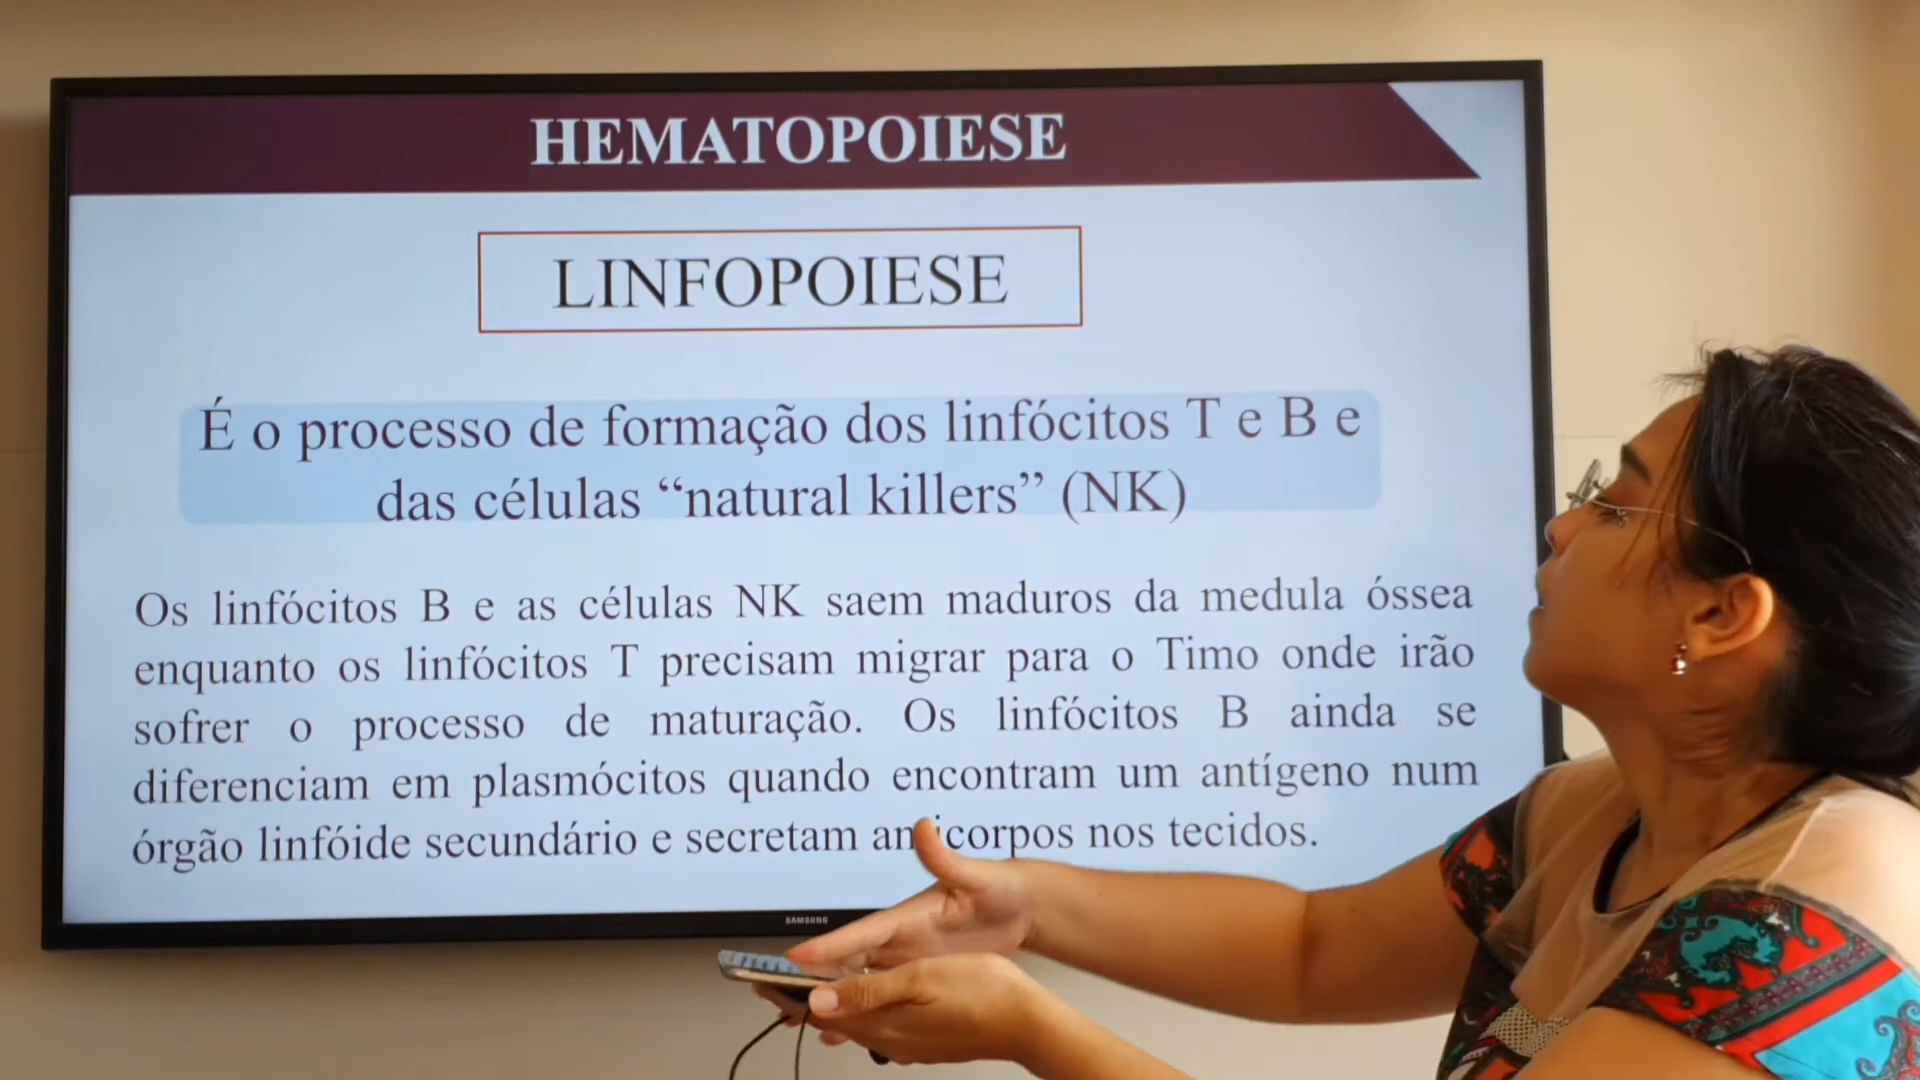 HEMATOPOIESE
LINFOPOIESE
É o processo de formação dos linfócitos T e B e
das células “natural killers” (NK)
Os linfócitos B e as células NK saem maduros da medula óssea
enquanto os linfócitos T precisam migrar para o Timo onde irão
sofrer o processo de maturação. Os linfócitos B ainda se
diferenciam em plasmócitos quando encontram um antígeno num
órgão linfóide secundário e secretam an icorpos nos tecidos.
SAMSUNG